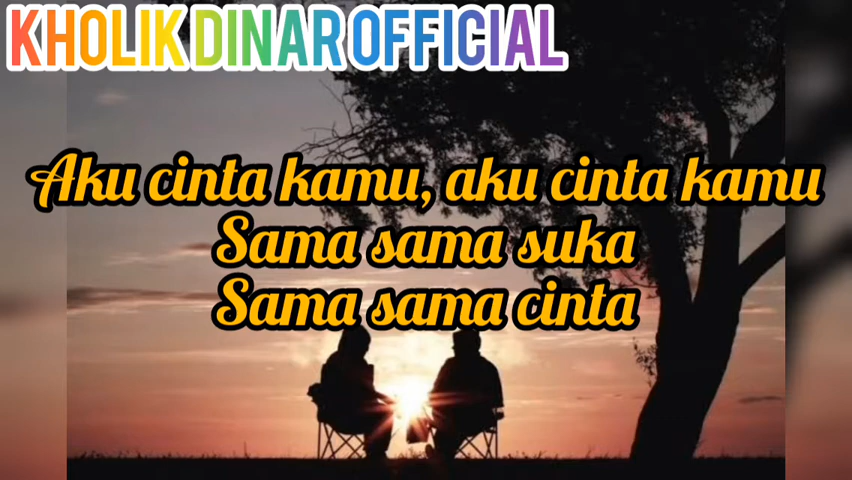 KHOLIK DINAR OFFICIAL
Aku cinta kamu, aku cinta kamu
Sama sama suka
Sama sama cinta